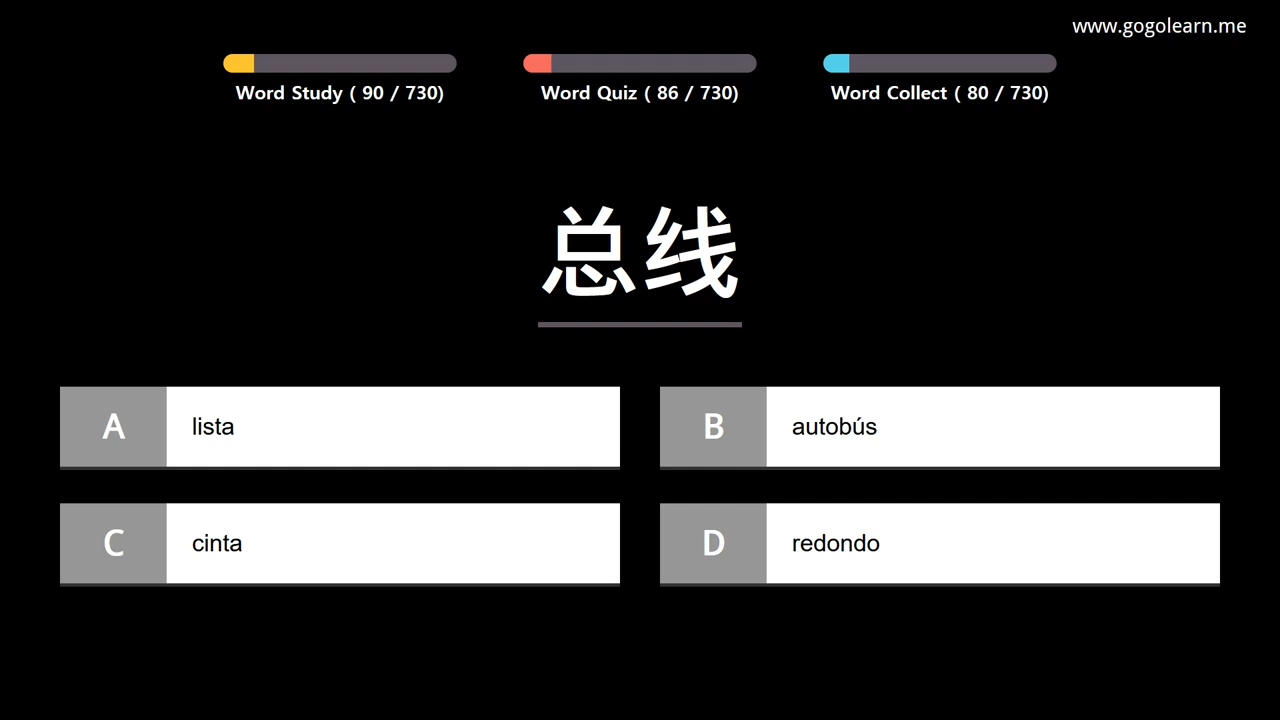 www.gogolearn.me
Word Study ( 90 / 730)
Word Quiz ( 86 / 730)
Word Collect ( 80 / 730)
总线
A lista
B autobús
C cinta
D redondo